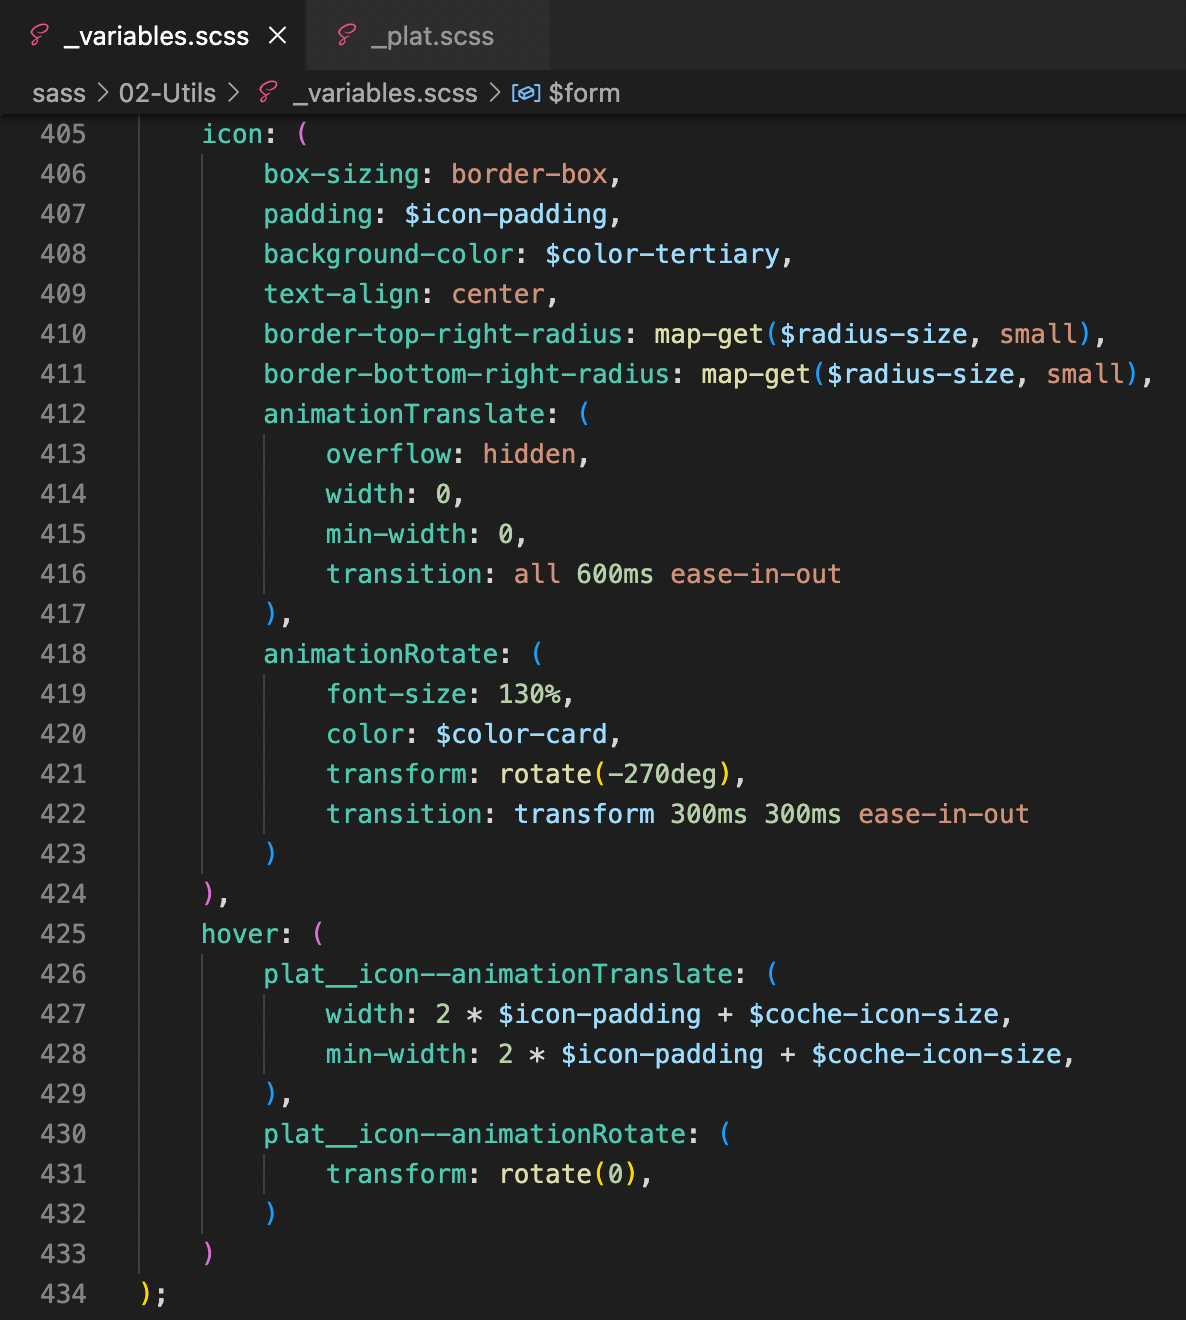 _variables.scss × _plat.scss
sass > 02-Utils > _variables.scss > $form
405 icon: (
406 box-sizing: border-box,
407 padding: $icon-padding,
408 background-color: $color-tertiary,
409 text-align: center,
410 border-top-right-radius: map-get($radius-size, small),
411 border-bottom-right-radius: map-get($radius-size, small),
412 animationTranslate: (
413 overflow: hidden,
414 width: 0,
415 min-width: 0,
416 transition: all 600ms ease-in-out
417 ),
418 animationRotate: (
419 font-size: 130%,
420 color: $color-card,
421 transform: rotate(-270deg),
422 transition: transform 300ms 300ms ease-in-out
423 )
424 ),
425 hover: (
426 plat__icon--animationTranslate: (
427 width: 2 * $icon-padding + $coche-icon-size,
428 min-width: 2 * $icon-padding + $coche-icon-size,
429 ),
430 plat__icon--animationRotate: (
431 transform: rotate(0),
432 )
433 )
434 );